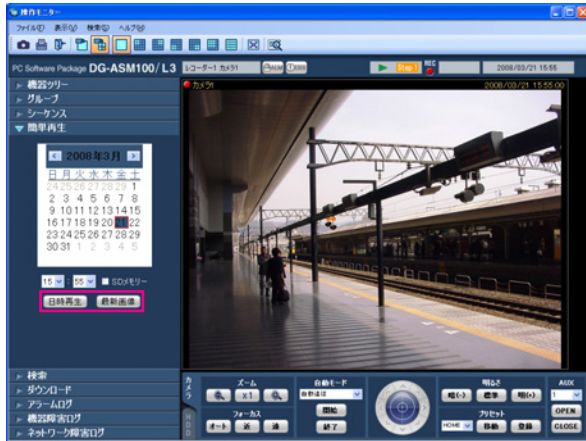 操作モニター
ファイル(F) 表示(V) 検索(S) ヘルプ(H)
PC Software Package DG-ASM100/L3
レコーダー1 カメラ1
ALM
Step 1
REC
2008/03/21 15:55
機器ツリー
グループ
シーケンス
簡単再生
2008年3月
日 月 火 水 木 金 土
24 25 26 27 28 29 1
2 3 4 5 6 7 8
9 10 11 12 13 14 15
16 17 18 19 20 21 22
23 24 25 26 27 28 29
30 31 1 2 3 4 5
15 : 55 SDメモリー
日時再生 最新画像
検索
ダウンロード
アラームログ
機器障害ログ
ネットワーク障害ログ
カメラ1
2008/03/21 15:55:00
カメラ
HDD
ズーム
x1
フォーカス
オート 近 遠
自動モード
自動追従
開始
終了
明るさ
暗(-) 標準 明(+)
プリセット
HOME 移動 登録
AUX
1
OPEN
CLOSE